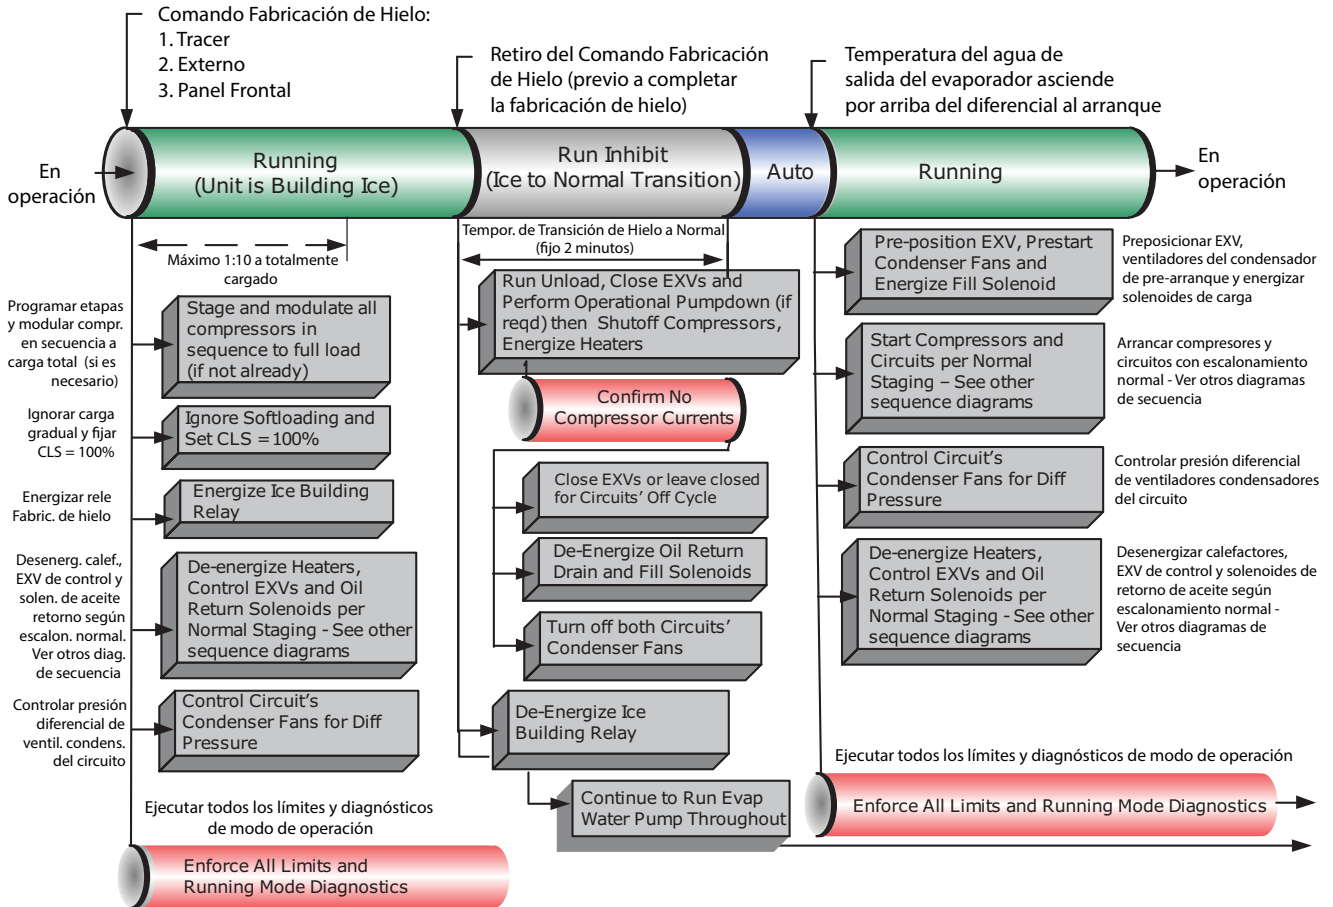 Comando Fabricación de Hielo:
1. Tracer
2. Externo
3. Panel Frontal
Retiro del Comando Fabricación
de Hielo (previo a completar
la fabricación de hielo)
Temperatura del agua de
salida del evaporador asciende
por arriba del diferencial al arranque
En
operación
Running
(Unit is Building Ice)
Run Inhibit
(Ice to Normal Transition)
Auto
Running
En
operación
Máximo 1:10 a totalmente
cargado
Programar etapas
y modular compr.
en secuencia a
carga total (si es
necesario)
Stage and modulate all
compressors in
sequence to full load
(if not already)
Ignorar carga
gradual y fijar
CLS = 100%
Ignore Softloading and
Set CLS = 100%
Energizar rele
Fabric. de hielo
Energize Ice Building
Relay
Desenerg. calef.,
EXV de control y
solen. de aceite
retorno según
escalon. normal.
Ver otros diag.
de secuencia
De-energize Heaters,
Control EXVs and Oil
Return Solenoids per
Normal Staging - See other
sequence diagrams
Controlar presión
diferencial de
ventil. condens.
del circuito
Control Circuit's
Condenser Fans for Diff
Pressure
Ejecutar todos los límites y diagnósticos
de modo de operación
Enforce All Limits and
Running Mode Diagnostics
Tempor. de Transición de Hielo a Normal
(fijo 2 minutos)
Run Unload, Close EXVs and
Perform Operational Pumpdown (if
reqd) then Shutoff Compressors,
Energize Heaters
Confirm No
Compressor Currents
Close EXVs or leave closed
for Circuits' Off Cycle
De-Energize Oil Return
Drain and Fill Solenoids
Turn off both Circuits'
Condenser Fans
De-Energize Ice
Building Relay
Continue to Run Evap
Water Pump Throughout
Pre-position EXV, Prestart
Condenser Fans and
Energize Fill Solenoid
Preposicionar EXV,
ventiladores del condensador
de pre-arranque y energizar
solenoides de carga
Start Compressors and
Circuits per Normal
Staging – See other
sequence diagrams
Arrancar compresores y
circuitos con escalonamiento
normal - Ver otros diagramas
de secuencia
Control Circuit's
Condenser Fans for Diff
Pressure
Controlar presión diferencial
de ventiladores condensadores
del circuito
De-energize Heaters,
Control EXVs and Oil
Return Solenoids per
Normal Staging - See other
sequence diagrams
Desenergizar calefactores,
EXV de control y solenoides de
retorno de aceite según
escalonamiento normal -
Ver otros diagramas de
secuencia
Ejecutar todos los límites y diagnósticos de modo de operación
Enforce All Limits and Running Mode Diagnostics